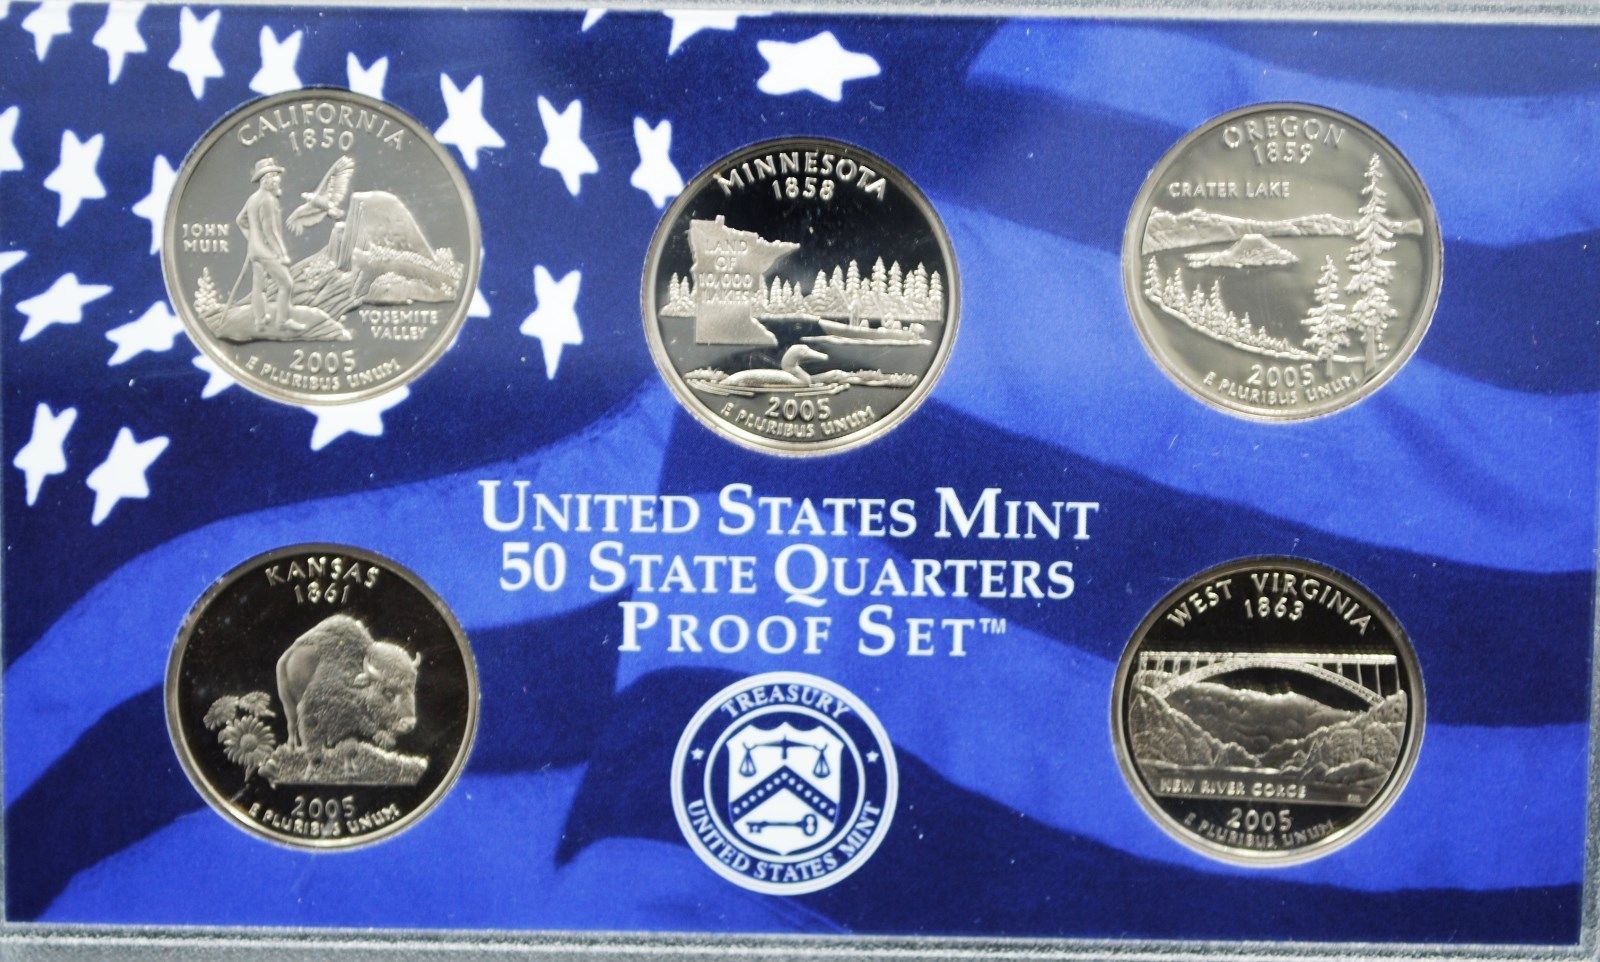 CALIFORNIA
1850
JOHN
MUIR
YOSEMITE
VALLEY
2005
E PLURIBUS UNUM
MINNESOTA
1858
LAND
OF
10,000
LAKES
2005
E PLURIBUS UNUM
OREGON
1859
CRATER LAKE
2005
E PLURIBUS UNUM
UNITED STATES MINT
50 STATE QUARTERS
PROOF SET™
KANSAS
1861
2005
E PLURIBUS UNUM
TREASURY
UNITED STATES MINT
WEST VIRGINIA
1863
NEW RIVER GORGE
2005
E PLURIBUS UNUM